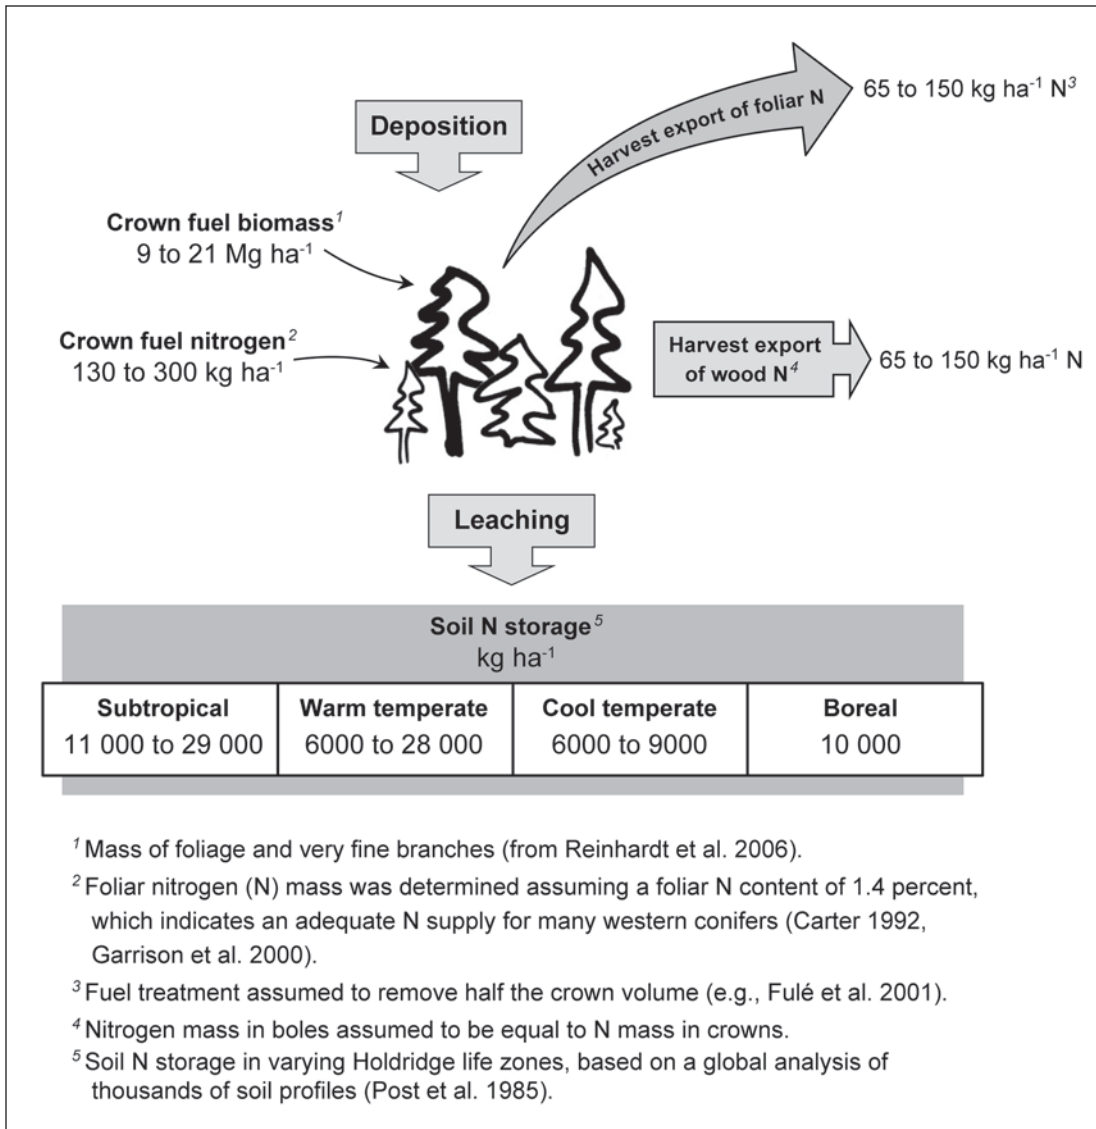 Deposition
Harvest export of foliar N
65 to 150 kg ha⁻¹ N³
Crown fuel biomass¹
9 to 21 Mg ha⁻¹
Crown fuel nitrogen²
130 to 300 kg ha⁻¹
Harvest export
of wood N⁴
65 to 150 kg ha⁻¹ N
Leaching
Soil N storage⁵
kg ha⁻¹
Subtropical
11 000 to 29 000
Warm temperate
6000 to 28 000
Cool temperate
6000 to 9000
Boreal
10 000
¹ Mass of foliage and very fine branches (from Reinhardt et al. 2006).
² Foliar nitrogen (N) mass was determined assuming a foliar N content of 1.4 percent,
which indicates an adequate N supply for many western conifers (Carter 1992,
Garrison et al. 2000).
³ Fuel treatment assumed to remove half the crown volume (e.g., Fulé et al. 2001).
⁴ Nitrogen mass in boles assumed to be equal to N mass in crowns.
⁵ Soil N storage in varying Holdridge life zones, based on a global analysis of
thousands of soil profiles (Post et al. 1985).